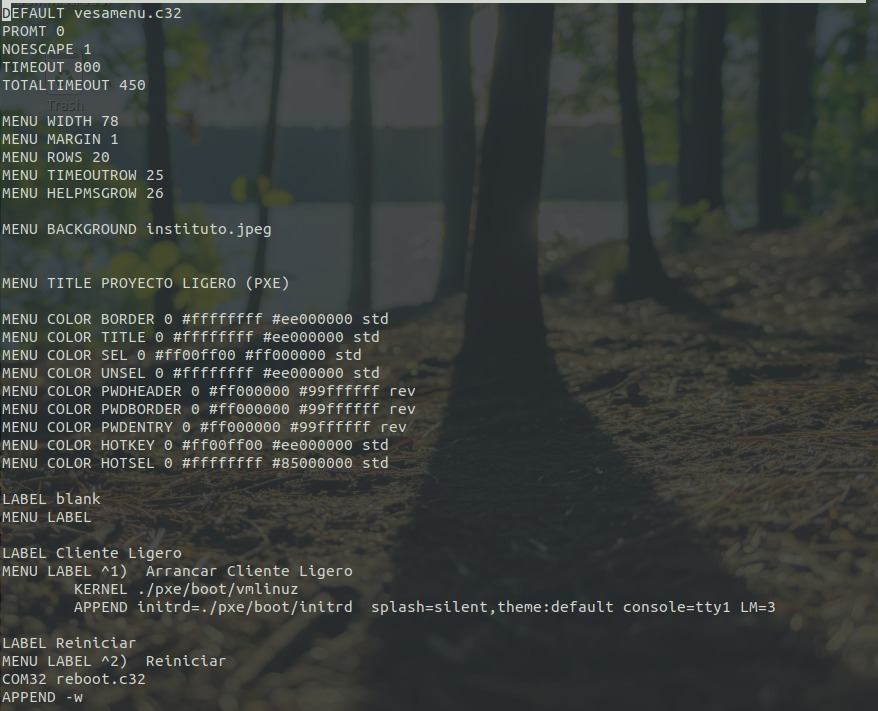 DEFAULT vesamenu.c32
PROMT 0
NOESCAPE 1
TIMEOUT 800
TOTALTIMEOUT 450
Trash
MENU WIDTH 78
MENU MARGIN 1
MENU ROWS 20
MENU TIMEOUTROW 25
MENU HELPMSGROW 26
MENU BACKGROUND instituto.jpeg
MENU TITLE PROYECTO LIGERO (PXE)
MENU COLOR BORDER 0 #ffffffff #ee000000 std
MENU COLOR TITLE 0 #ffffffff #ee000000 std
MENU COLOR SEL 0 #ff00ff00 #ff000000 std
MENU COLOR UNSEL 0 #ffffffff #ee000000 std
MENU COLOR PWDHEADER 0 #ff000000 #99ffffff rev
MENU COLOR PWDBORDER 0 #ff000000 #99ffffff rev
MENU COLOR PWDENTRY 0 #ff000000 #99ffffff rev
MENU COLOR HOTKEY 0 #ff00ff00 #ee000000 std
MENU COLOR HOTSEL 0 #ffffffff #85000000 std
LABEL blank
MENU LABEL
LABEL Cliente Ligero
MENU LABEL ^1)  Arrancar Cliente Ligero
        KERNEL ./pxe/boot/vmlinuz
        APPEND initrd=./pxe/boot/initrd  splash=silent,theme:default console=tty1 LM=3
LABEL Reiniciar
MENU LABEL ^2)  Reiniciar
COM32 reboot.c32
APPEND -w